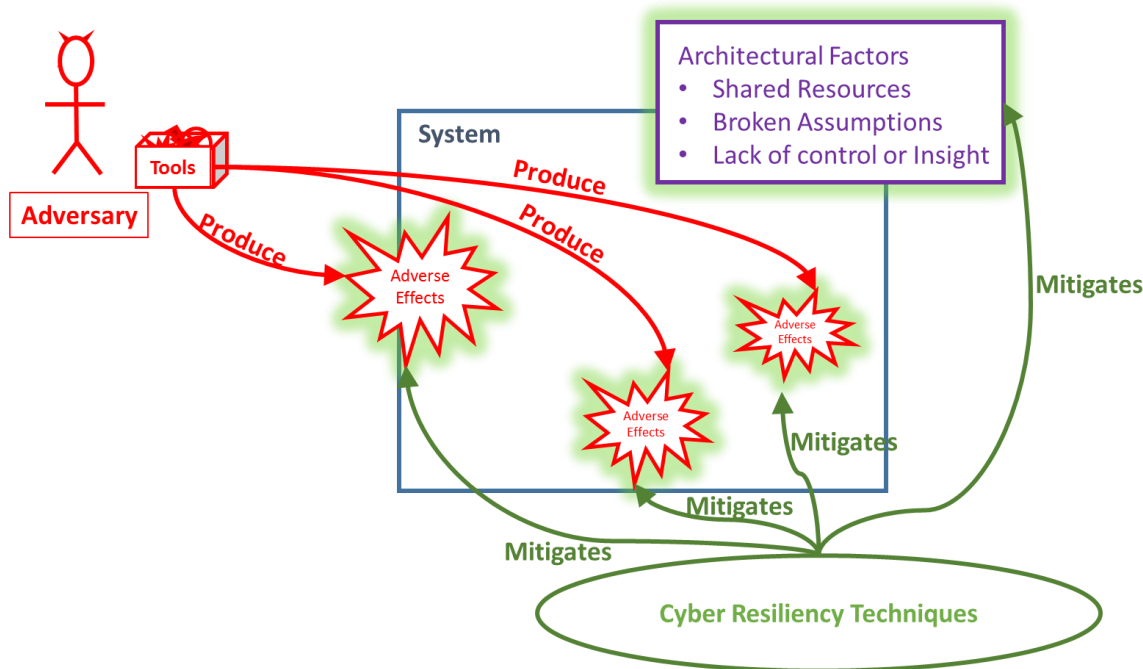 Architectural Factors
• Shared Resources
• Broken Assumptions
• Lack of control or Insight
System
Tools
Adversary
Produce
Produce
Produce
Adverse
Effects
Adverse
Effects
Adverse
Effects
Mitigates
Mitigates
Mitigates
Mitigates
Cyber Resiliency Techniques